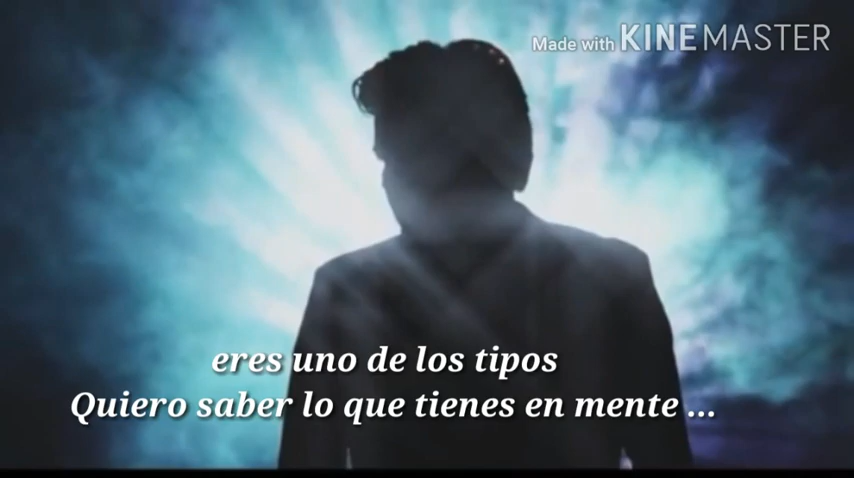 Made with KINEMASTER
eres uno de los tipos
Quiero saber lo que tienes en mente ...